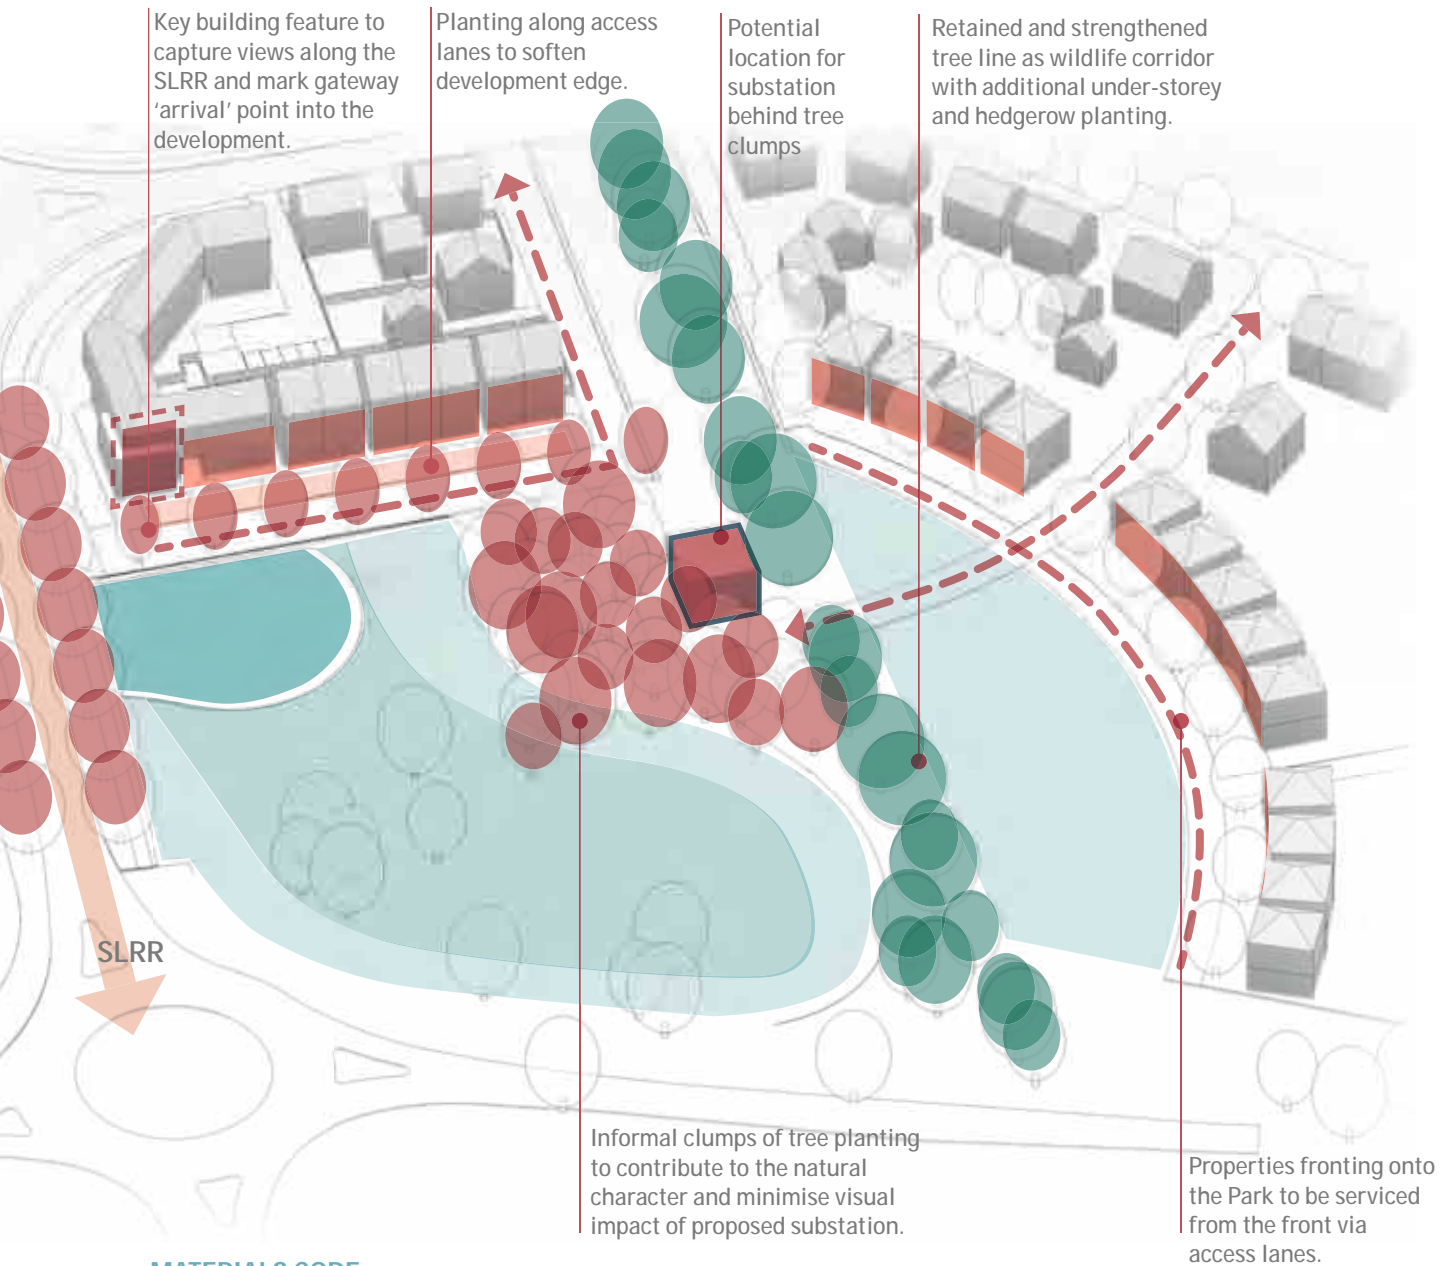 Key building feature to
capture views along the
SLRR and mark gateway
‘arrival’ point into the
development.
Planting along access
lanes to soften
development edge.
Potential
location for
substation
behind tree
clumps
Retained and strengthened
tree line as wildlife corridor
with additional under-storey
and hedgerow planting.
SLRR
Informal clumps of tree planting
to contribute to the natural
character and minimise visual
impact of proposed substation.
Properties fronting onto
the Park to be serviced
from the front via
access lanes.
MATERIALS CODE